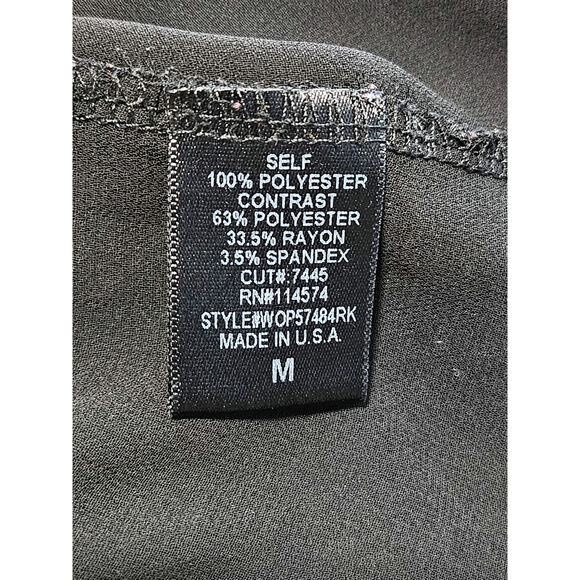 SELF
100% POLYESTER
CONTRAST
63% POLYESTER
33.5% RAYON
3.5% SPANDEX
CUT#:7445
RN#114574
STYLE#WOP57484RK
MADE IN U.S.A.
M